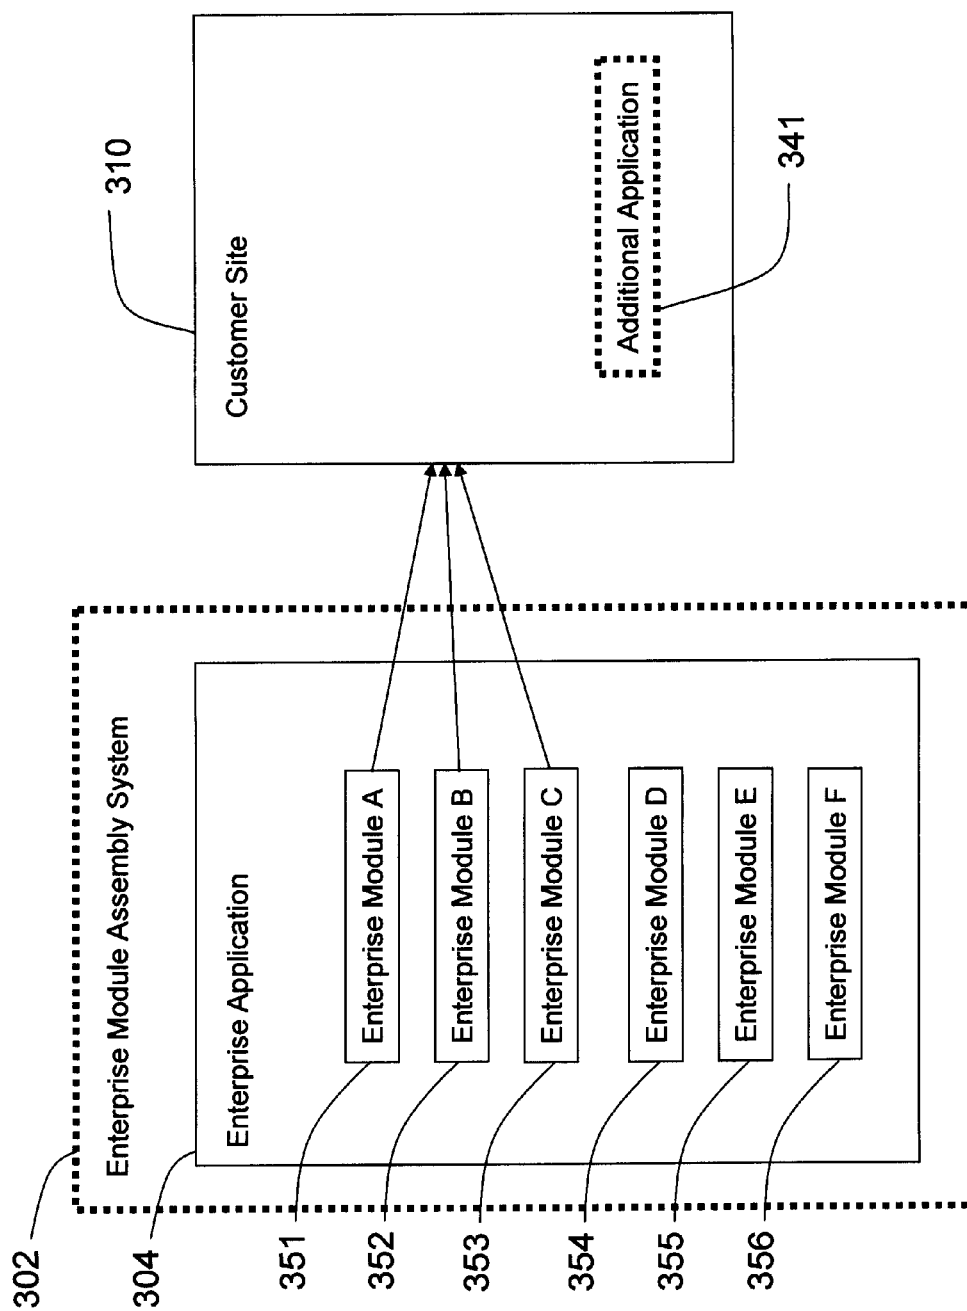 302
Enterprise Module Assembly System
304
Enterprise Application
351
Enterprise Module A
352
Enterprise Module B
353
Enterprise Module C
354
Enterprise Module D
355
Enterprise Module E
356
Enterprise Module F
310
Customer Site
Additional Application
341